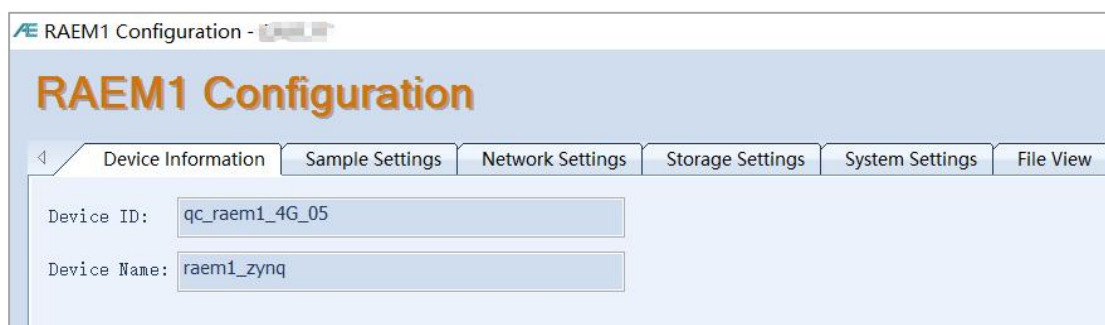 Æ RAEM1 Configuration -
RAEM1 Configuration
Device Information Sample Settings Network Settings Storage Settings System Settings File View
Device ID: qc_raem1_4G_05
Device Name: raem1_zynq